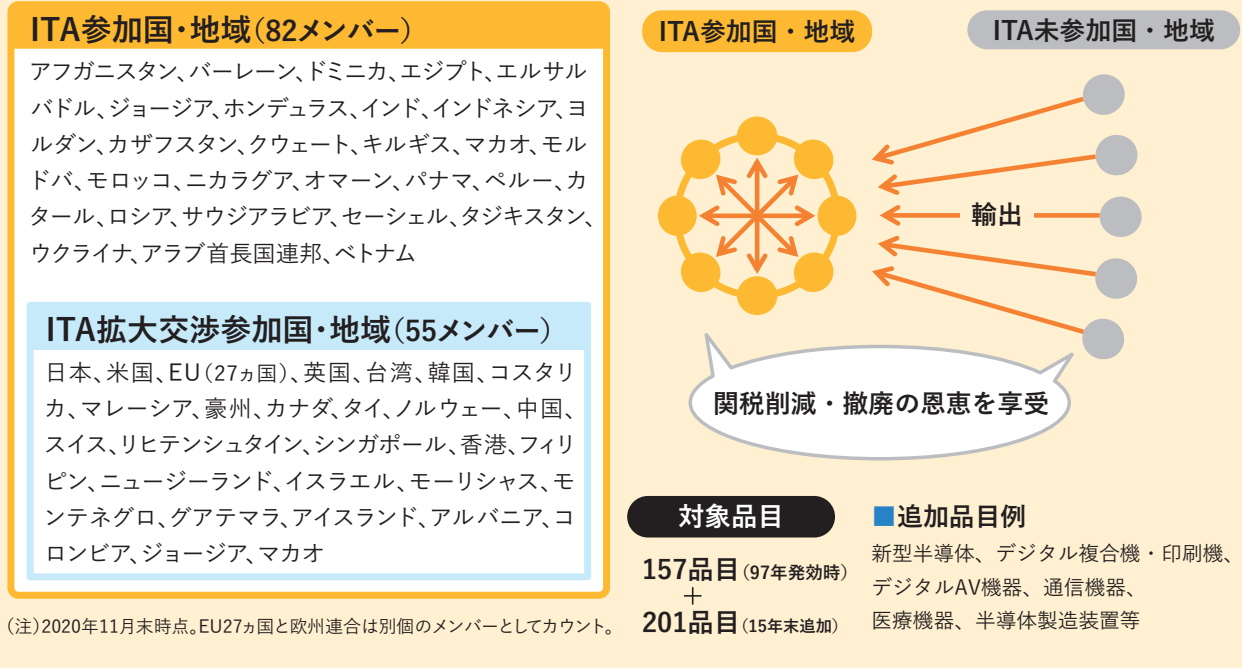 ITA参加国・地域(82メンバー)
アフガニスタン、バーレーン、ドミニカ、エジプト、エルサル
バドル、ジョージア、ホンデュラス、インド、インドネシア、ヨ
ルダン、カザフスタン、クウェート、キルギス、マカオ、モル
ドバ、モロッコ、ニカラグア、オマーン、パナマ、ペルー、カ
タール、ロシア、サウジアラビア、セーシェル、タジキスタン、
ウクライナ、アラブ首長国連邦、ベトナム
ITA拡大交渉参加国・地域(55メンバー)
日本、米国、EU(27ヵ国)、英国、台湾、韓国、コスタリ
カ、マレーシア、豪州、カナダ、タイ、ノルウェー、中国、
スイス、リヒテンシュタイン、シンガポール、香港、フィリ
ピン、ニュージーランド、イスラエル、モーリシャス、モ
ンテネグロ、グアテマラ、アイスランド、アルバニア、コ
ロンビア、ジョージア、マカオ
(注)2020年11月末時点。EU27ヵ国と欧州連合は別個のメンバーとしてカウント。
ITA参加国・地域
ITA未参加国・地域
輸出
関税削減・撤廃の恩恵を享受
対象品目
157品目(97年発効時)
+
201品目(15年末追加)
■追加品目例
新型半導体、デジタル複合機・印刷機、
デジタルAV機器、通信機器、
医療機器、半導体製造装置等